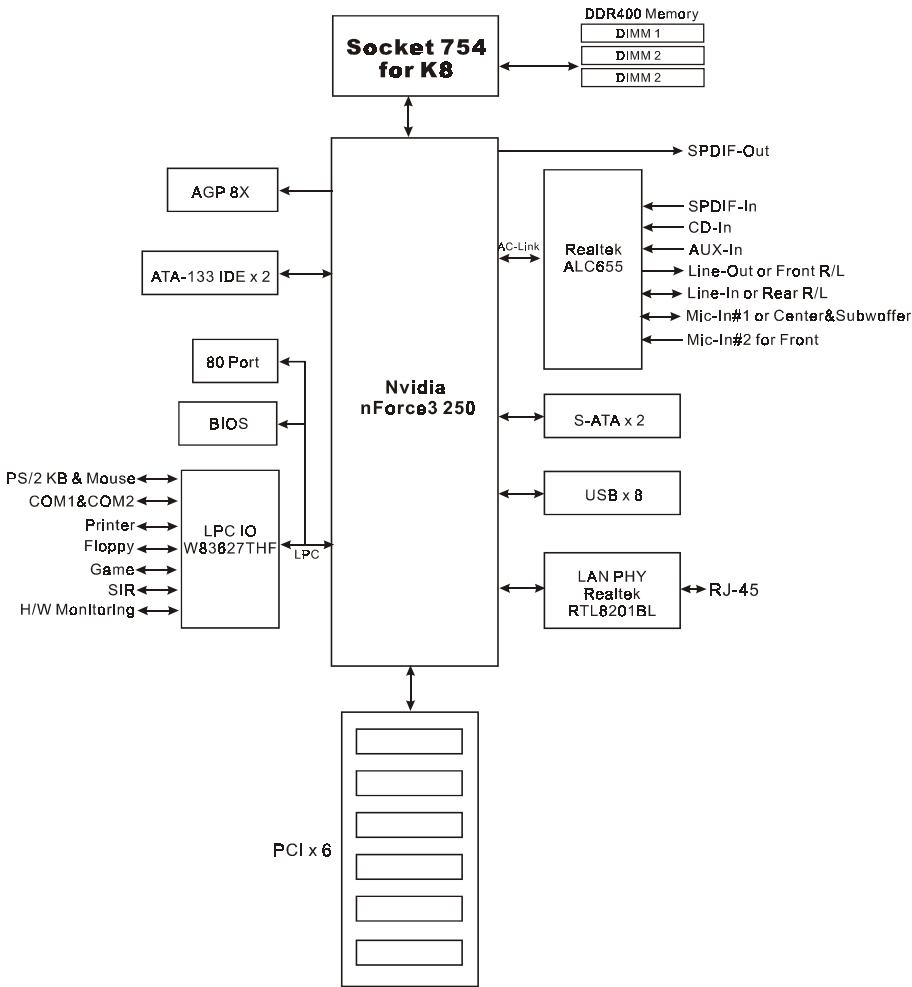 DDR400 Memory
DIMM 1
DIMM 2
DIMM 2
Socket 754
for K8
SPDIF-Out
AGP 8X
SPDIF-In
CD-In
AUX-In
Line-Out or Front R/L
Line-In or Rear R/L
Mic-In#1 or Center&Subwoffer
Mic-In#2 for Front
AC-Link
Realtek
ALC655
ATA-133 IDE x 2
80 Port
BIOS
Nvidia
nForce3 250
S-ATA x 2
USB x 8
PS/2 KB & Mouse
COM1&COM2
Printer
Floppy
Game
SIR
H/W Monitoring
LPC IO
W83627THF
LPC
LAN PHY
Realtek
RTL8201BL
RJ-45
PCI x 6